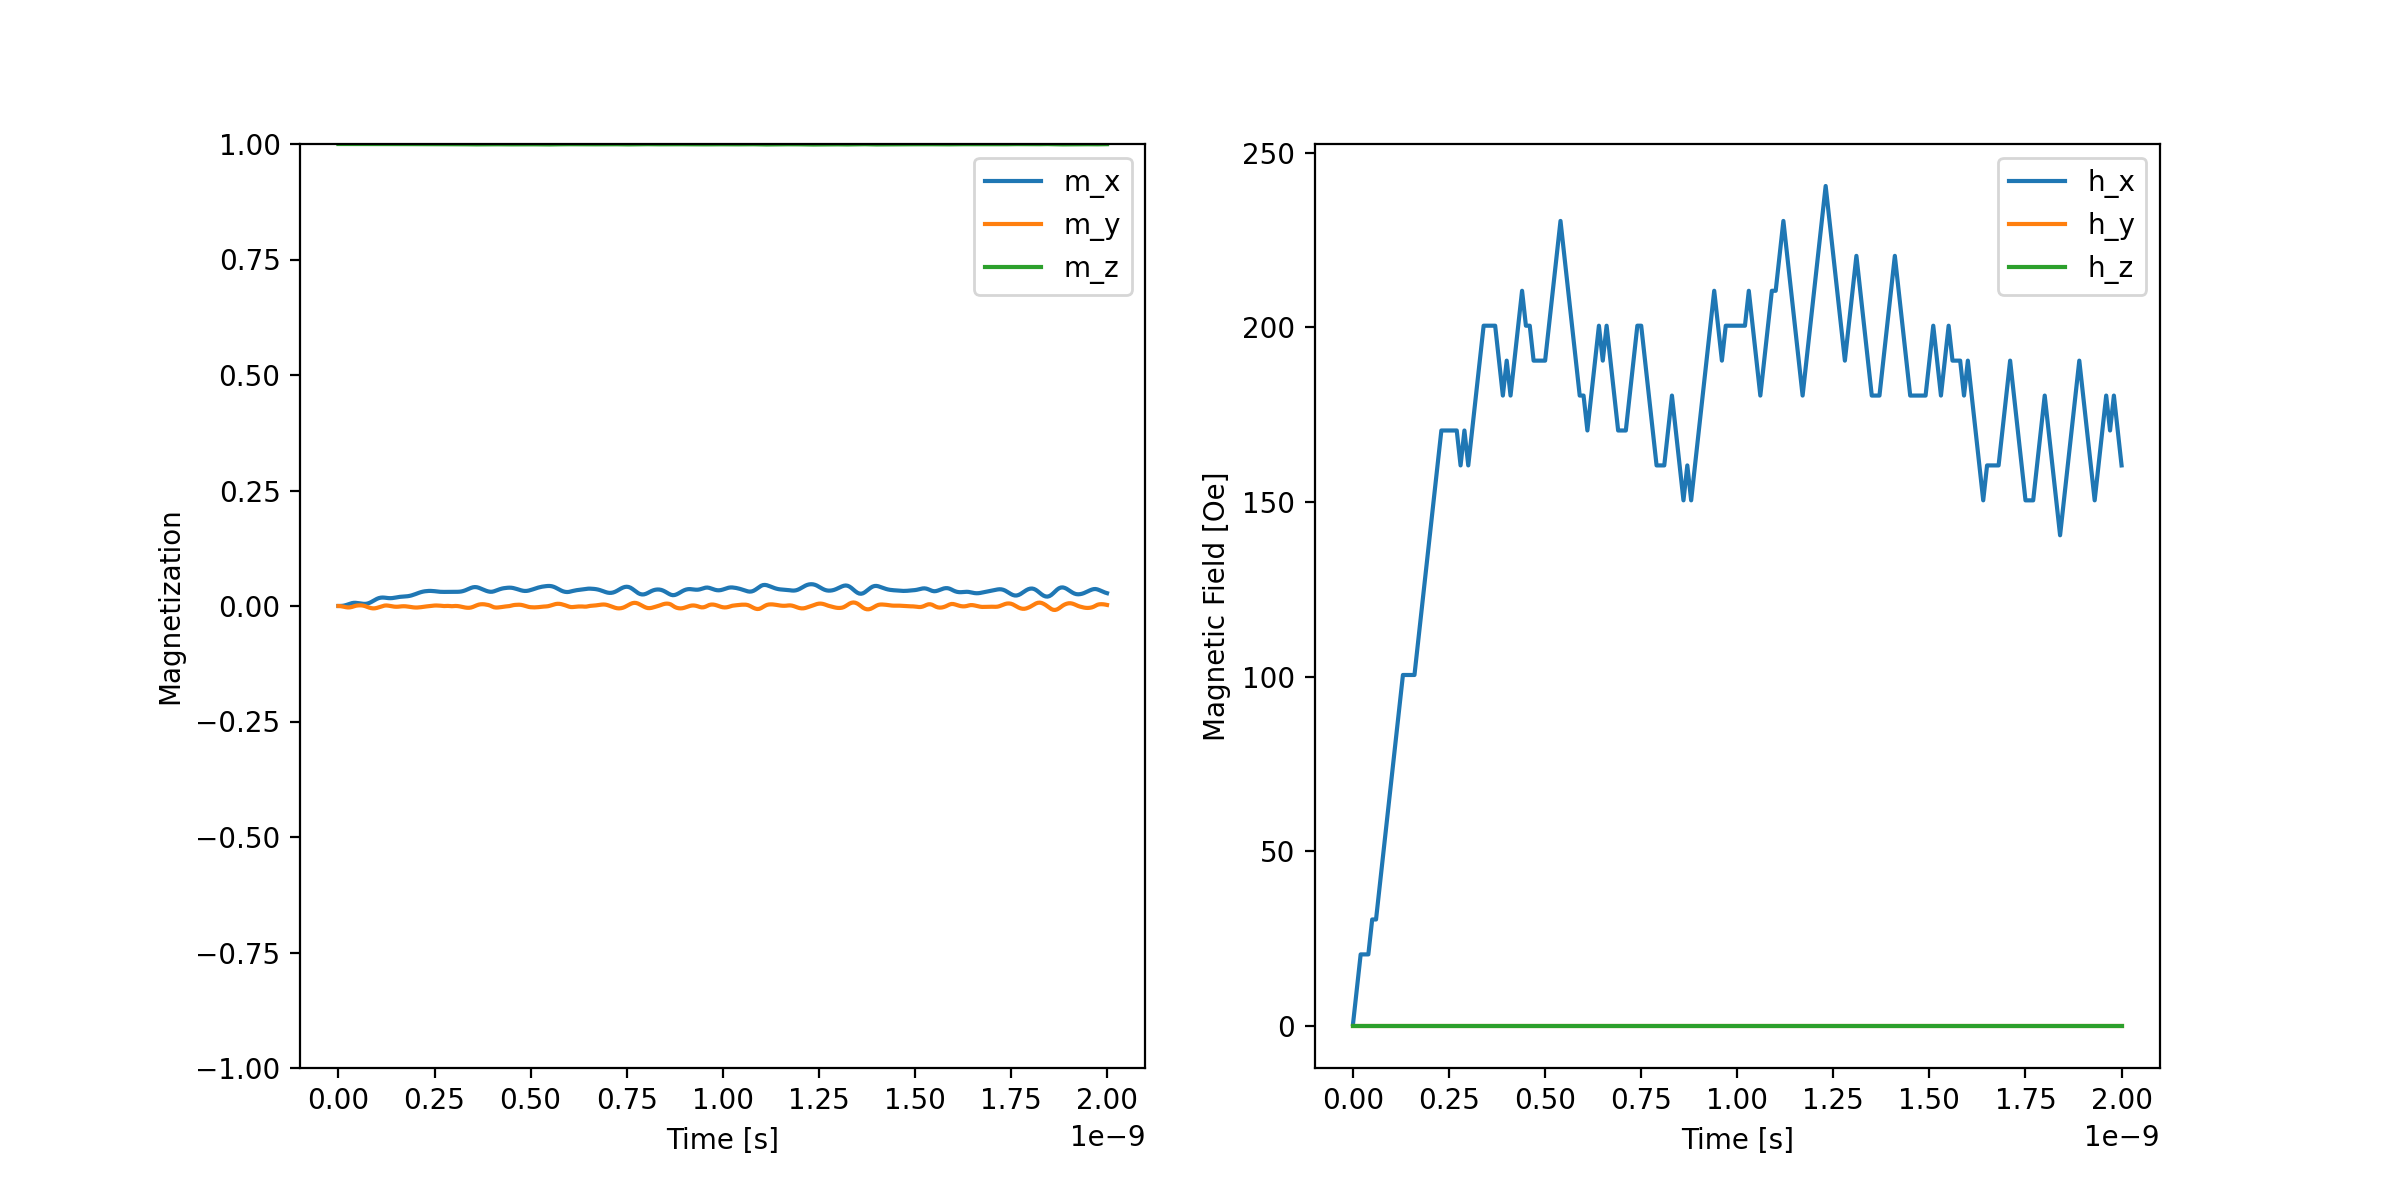 1.00
0.75
0.50
0.25
0.00
−0.25
−0.50
−0.75
−1.00
Magnetization
m_x
m_y
m_z
0.00 0.25 0.50 0.75 1.00 1.25 1.50 1.75 2.00
Time [s]
1e−9
250
200
150
100
50
0
Magnetic Field [Oe]
h_x
h_y
h_z
0.00 0.25 0.50 0.75 1.00 1.25 1.50 1.75 2.00
Time [s]
1e−9